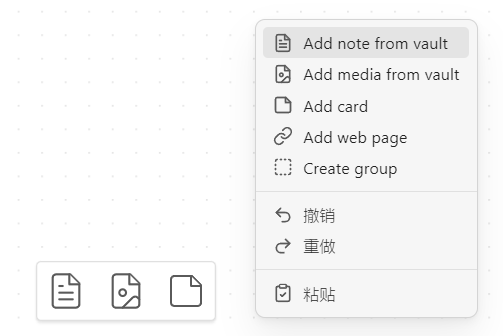 Add note from vault
Add media from vault
Add card
Add web page
Create group
撤销
重做
粘贴